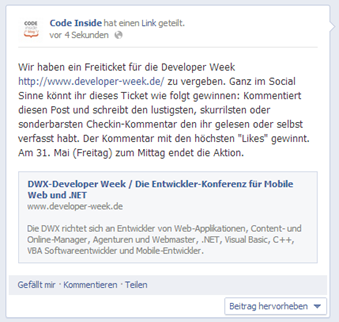 Code Inside hat einen Link geteilt.
vor 4 Sekunden
Wir haben ein Freiticket für die Developer Week
http://www.developer-week.de/ zu vergeben. Ganz im Social
Sinne könnt ihr dieses Ticket wie folgt gewinnen: Kommentiert
diesen Post und schreibt den lustigsten, skurrilsten oder
sonderbarsten Checkin-Kommentar den ihr gelesen oder selbst
verfasst habt. Der Kommentar mit den höchsten "Likes" gewinnt.
Am 31. Mai (Freitag) zum Mittag endet die Aktion.
DWX-Developer Week / Die Entwickler-Konferenz für Mobile
Web und .NET
www.developer-week.de
Die DWX richtet sich an Entwickler von Web-Applikationen, Content- und
Online-Manager, Agenturen und Webmaster, .NET, Visual Basic, C++,
VBA Softwareentwickler und Mobile-Entwickler.
Gefällt mir · Kommentieren · Teilen
Beitrag hervorheben